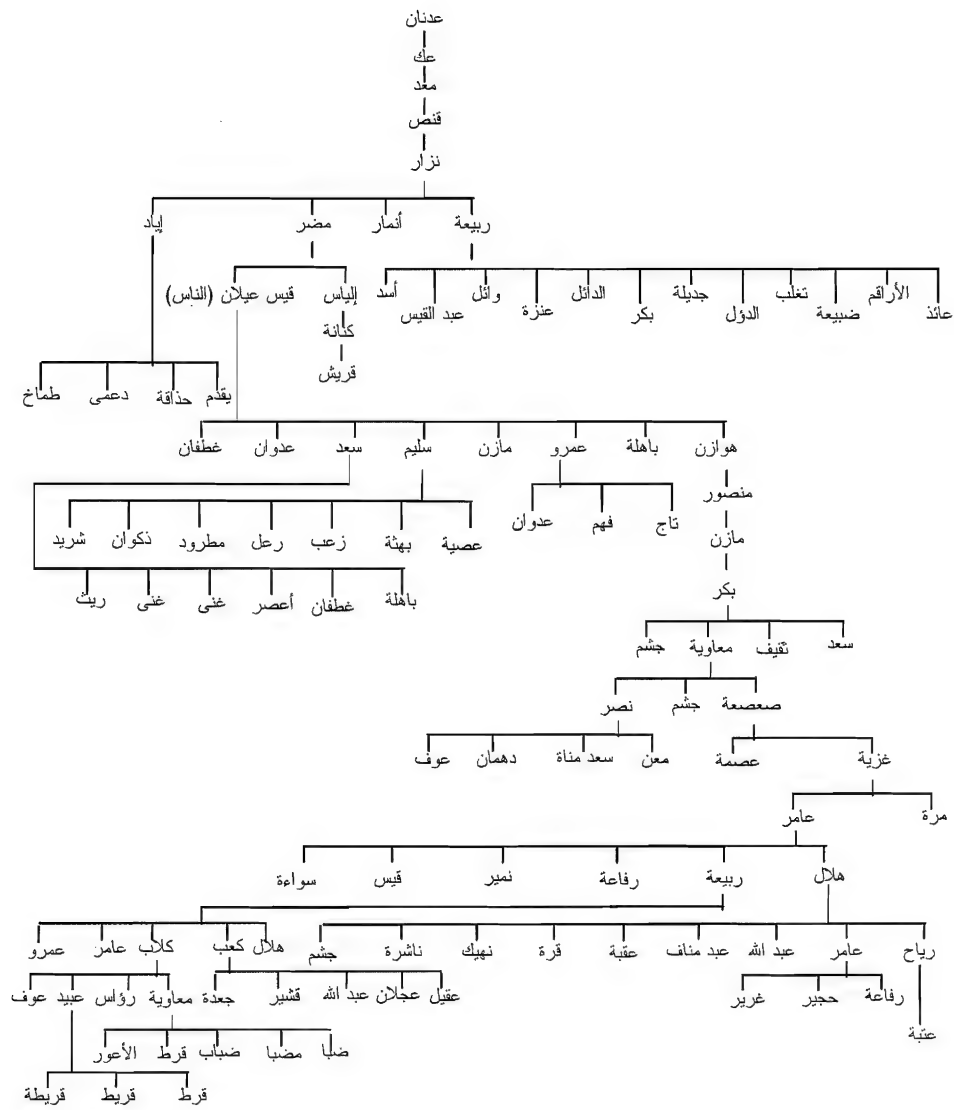 عدنان
عك
معد
قنص
نزار
ربيعة أنمار مضر إياد
عائذ الأراقم ضبيعة تغلب الدؤل جديلة بكر الدائل عنزة وائل عبد القيس أسد إلياس قيس عيلان (الناس)
كنانة
قريش
يقدم حذاقة دعمى طماخ
هوازن باهلة عمرو مازن سليم سعد عدوان غطفان
منصور
تاج فهم عدوان
عصية بهثة زعب رعل مطرود ذكوان شريد
مازن
بكر
باهلة غطفان أعصر غنى غنى ريث
سعد ثقيف معاوية جشم
صعصعة جشم نصر
غزية عصمة معن سعد مناة دهمان عوف
مرة عامر
هلال ربيعة رفاعة نمير قيس سواءة
رياح عامر عبد الله عبد مناف عقبة قرة نهيك ناشرة جشم هلال كعب كلاب عامر عمرو
رفاعة حجير غرير عقيل عجلان عبد الله قشير جعدة معاوية رؤاس عبيد عوف
عتبة
ضبا مضبا ضباب قرط الأعور
قرط قريط قريطة